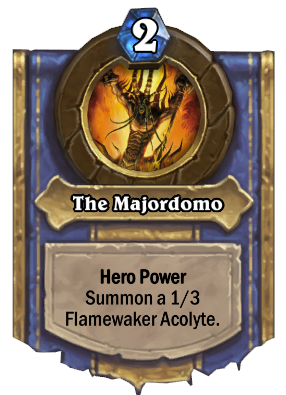 2
The Majordomo
Hero Power
Summon a 1/3
Flamewaker Acolyte.